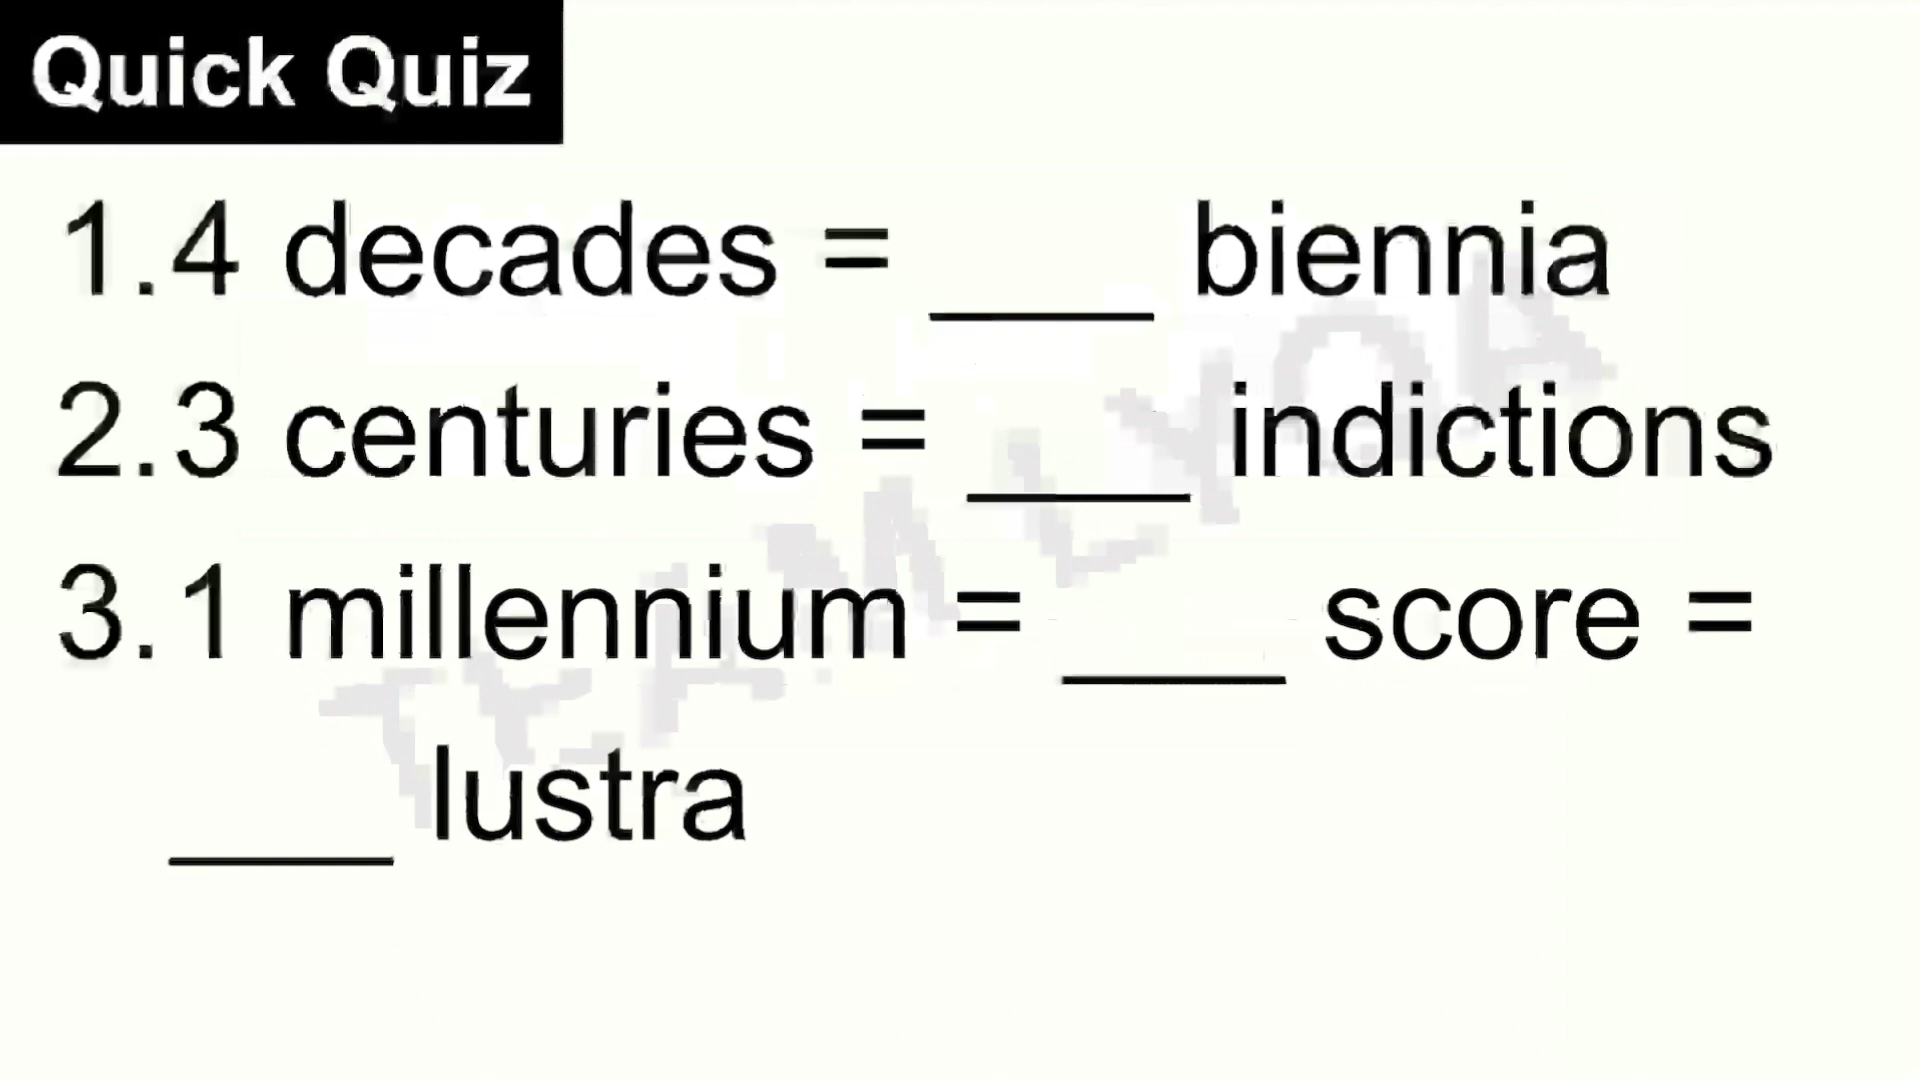 Quick Quiz
1. 4 decades = ____ biennia
2. 3 centuries = ____ indictions
3. 1 millennium = ____ score =
____ lustra